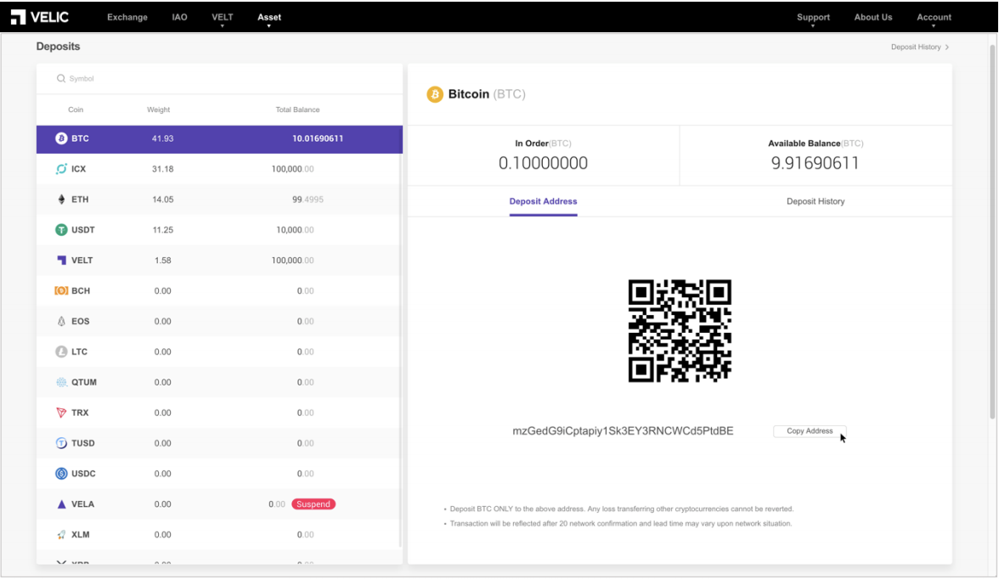 VELIC Exchange IAO VELT Asset Support About Us Account
Deposits
Deposit History >
Symbol
Coin Weight Total Balance
BTC 41.93 10.01690611
ICX 31.18 100,000.00
ETH 14.05 99.4995
USDT 11.25 10,000.00
VELT 1.58 100,000.00
BCH 0.00 0.00
EOS 0.00 0.00
LTC 0.00 0.00
QTUM 0.00 0.00
TRX 0.00 0.00
TUSD 0.00 0.00
USDC 0.00 0.00
VELA 0.00 0.00 Suspend
XLM 0.00 0.00
Bitcoin (BTC)
In Order(BTC)
0.10000000
Available Balance(BTC)
9.91690611
Deposit Address Deposit History
mzGedG9iCptapiy1Sk3EY3RNCWCd5PtdBE Copy Address
• Deposit BTC ONLY to the above address. Any loss transferring other cryptocurrencies cannot be reverted.
• Transaction will be reflected after 20 network confirmation and lead time may vary upon network situation.